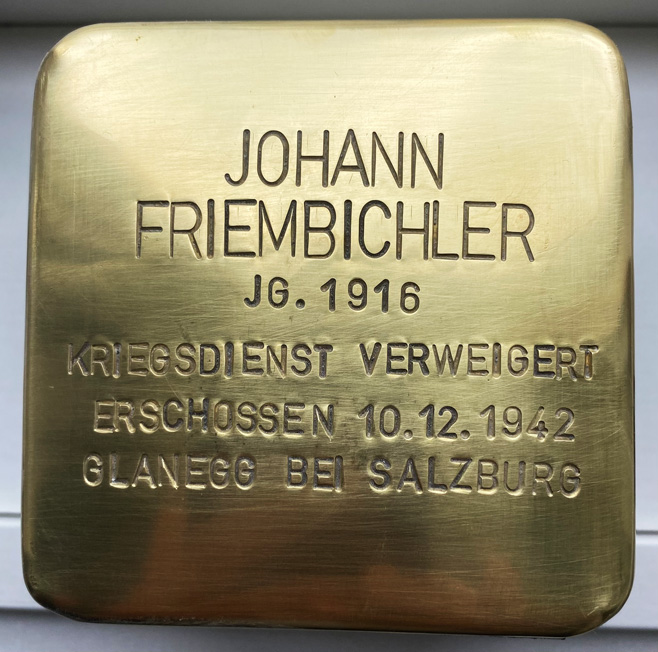 JOHANN
FRIEMBICHLER
JG. 1916
KRIEGSDIENST VERWEIGERT
ERSCHOSSEN 10.12.1942
GLANEGG BEI SALZBURG